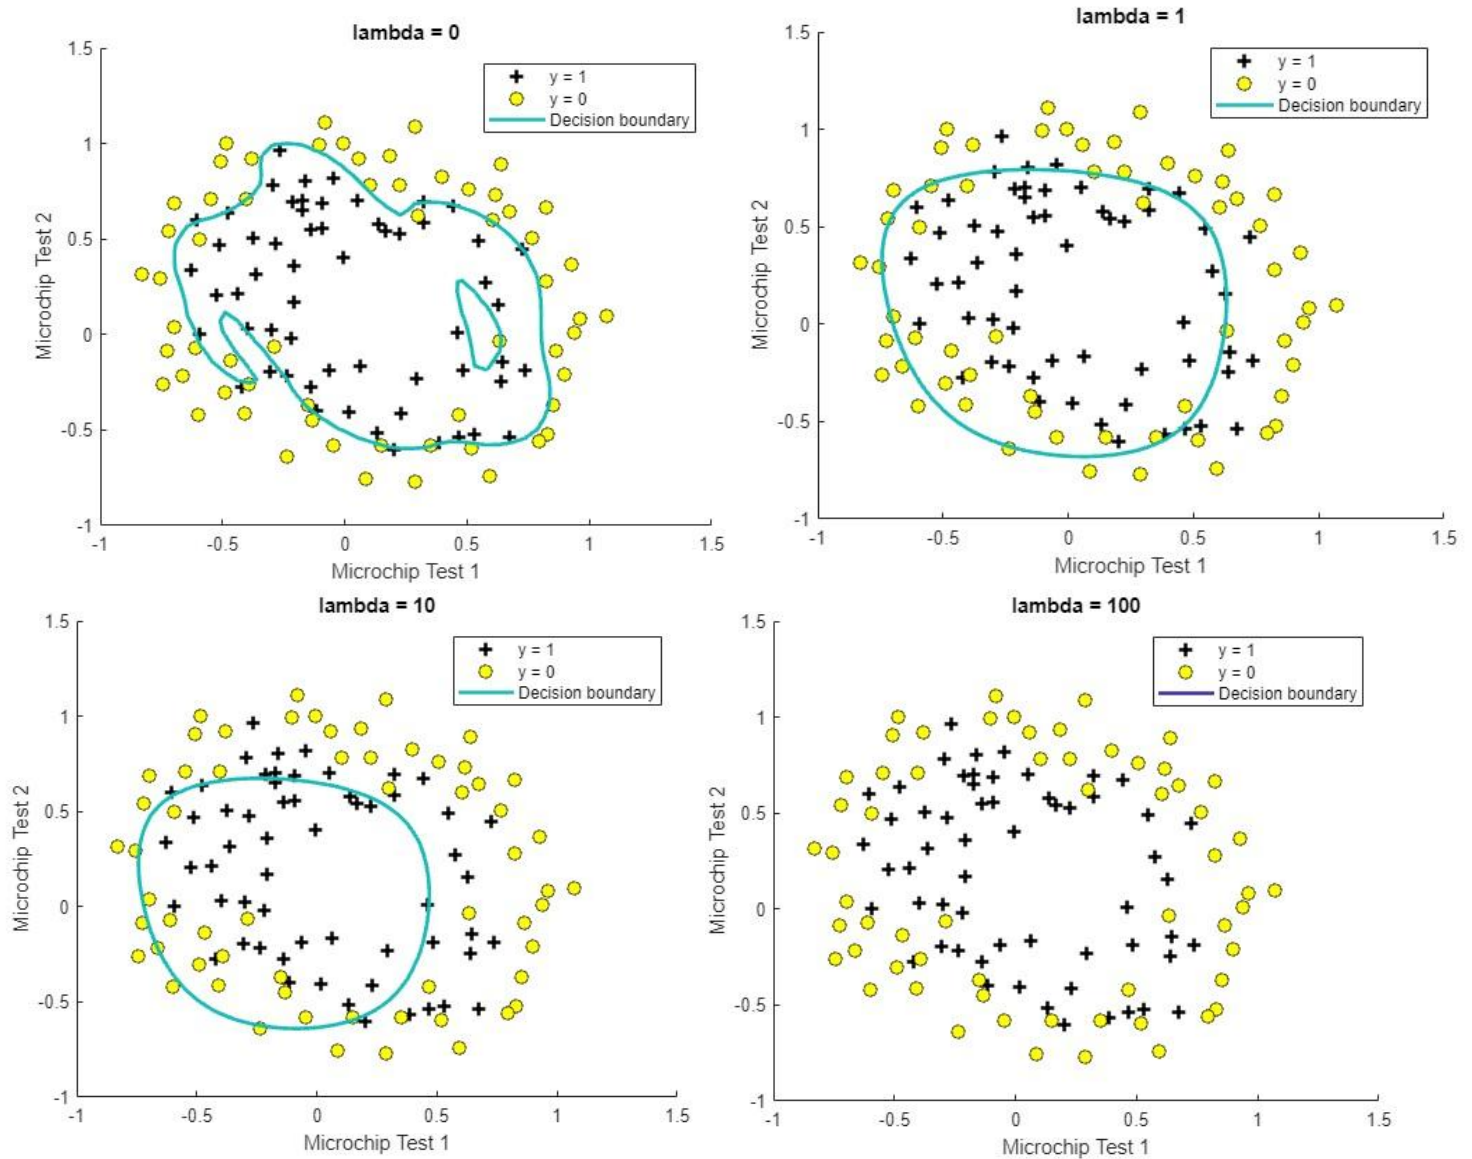 lambda = 0
1.5
1
0.5
0
-0.5
-1
Microchip Test 2
y = 1
y = 0
Decision boundary
-1
-0.5
0
0.5
1
1.5
Microchip Test 1
lambda = 1
1.5
1
0.5
0
-0.5
-1
Microchip Test 2
y = 1
y = 0
Decision boundary
-1
-0.5
0
0.5
1
1.5
Microchip Test 1
lambda = 10
1.5
1
0.5
0
-0.5
-1
Microchip Test 2
y = 1
y = 0
Decision boundary
-1
-0.5
0
0.5
1
1.5
Microchip Test 1
lambda = 100
1.5
1
0.5
0
-0.5
-1
Microchip Test 2
y = 1
y = 0
Decision boundary
-1
-0.5
0
0.5
1
1.5
Microchip Test 1